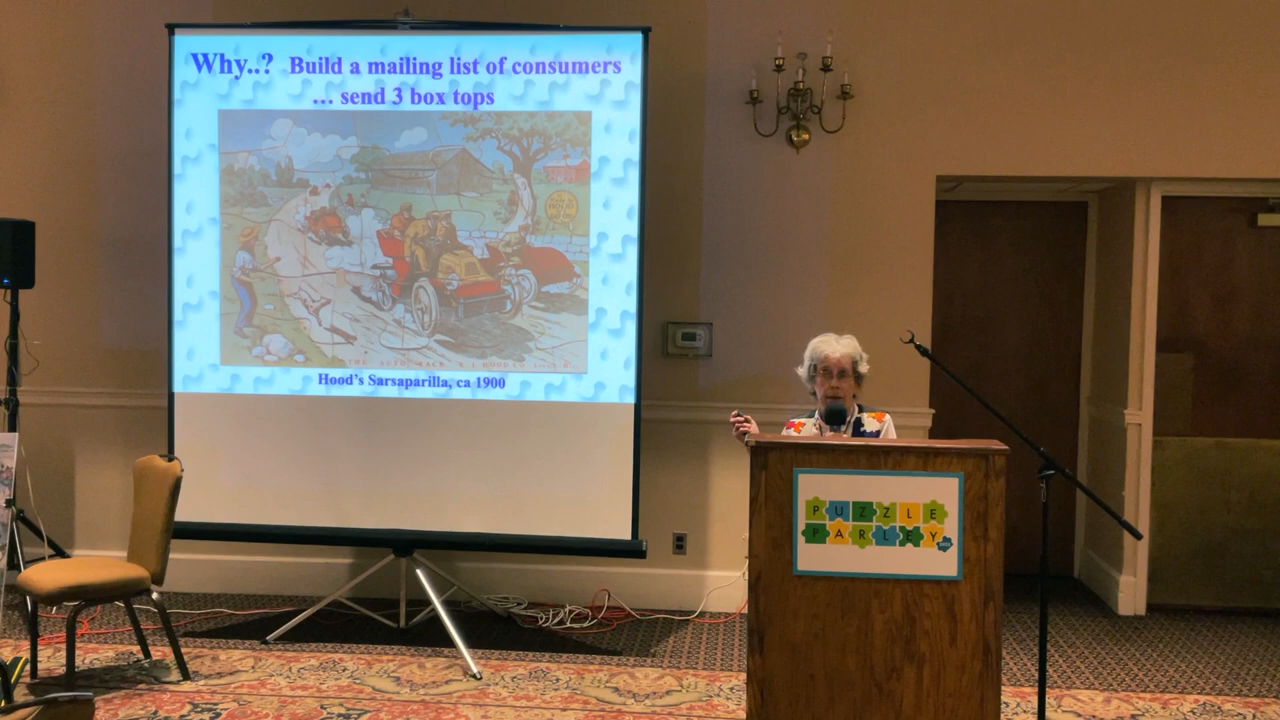 Why..? Build a mailing list of consumers
... send 3 box tops
Hood's Sarsaparilla, ca 1900
PUZZLE
PARLEY